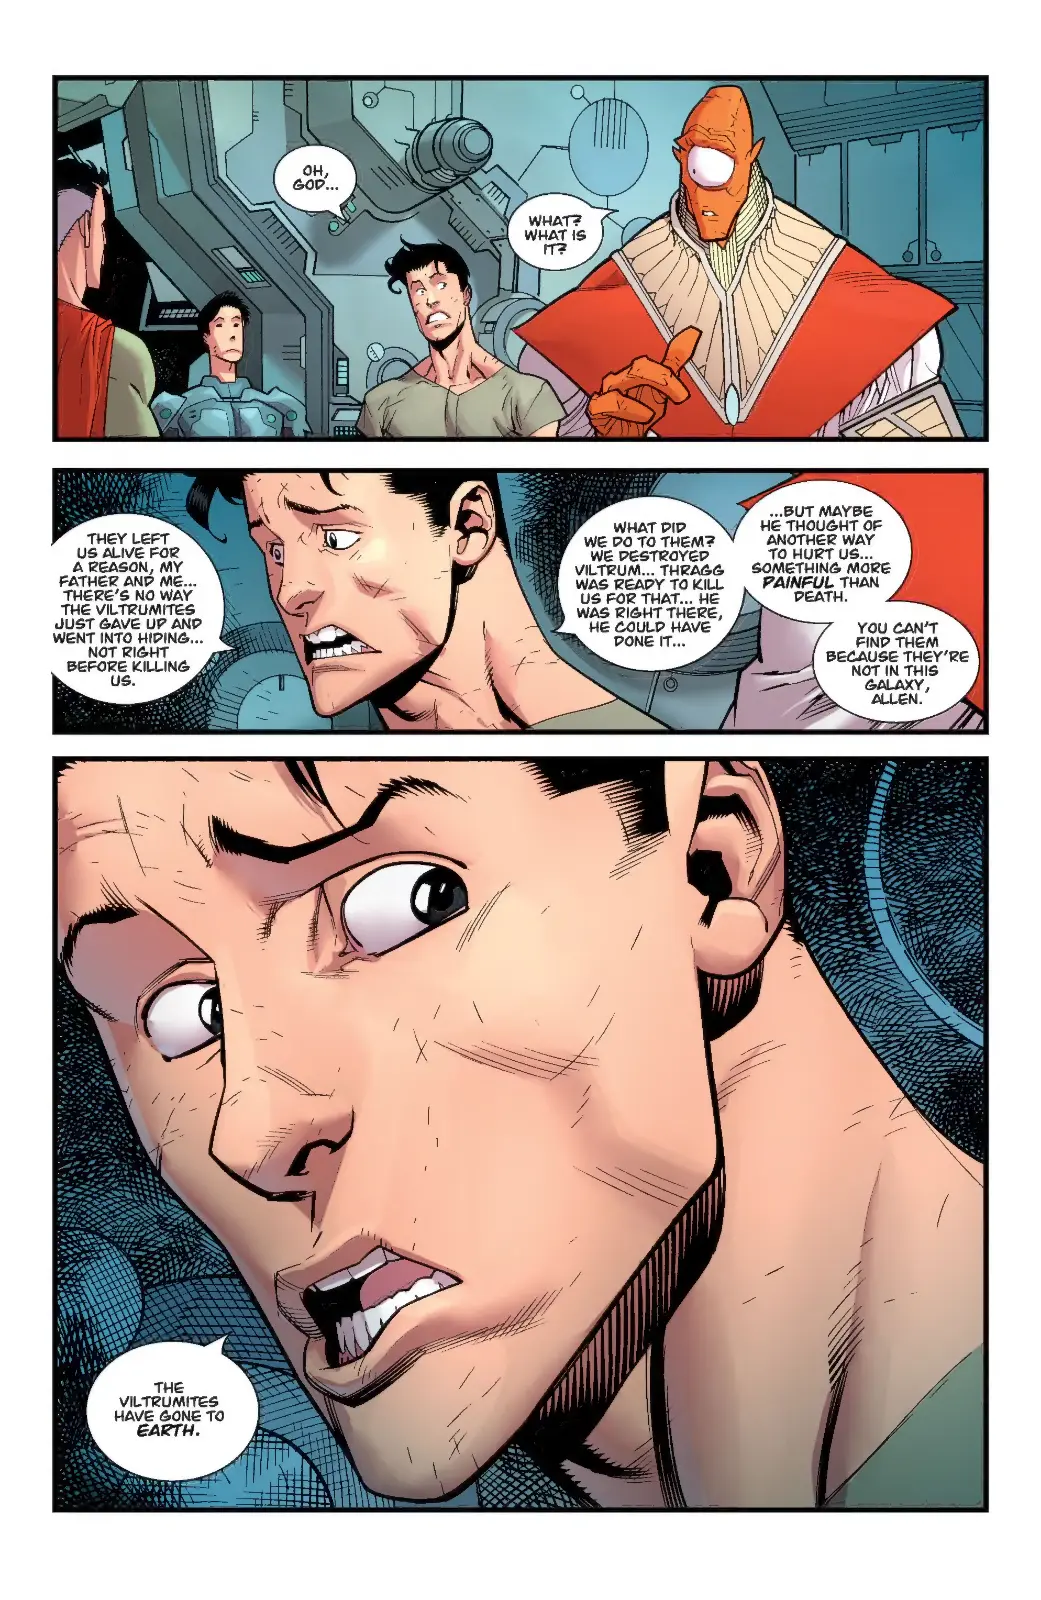 OH,
GOD...
WHAT?
WHAT IS
IT?
THEY LEFT
US ALIVE FOR
A REASON, MY
FATHER AND ME...
THERE'S NO WAY
THE VILTRUMITES
JUST GAVE UP AND
WENT INTO HIDING...
NOT RIGHT
BEFORE KILLING
US.
WHAT DID
WE DO TO THEM?
WE DESTROYED
VILTRUM... THRAGG
WAS READY TO KILL
US FOR THAT... HE
WAS RIGHT THERE,
HE COULD HAVE
DONE IT...
...BUT MAYBE
HE THOUGHT OF
ANOTHER WAY
TO HURT US...
SOMETHING MORE
PAINFUL THAN
DEATH.
YOU CAN'T
FIND THEM
BECAUSE THEY'RE
NOT IN THIS
GALAXY,
ALLEN.
THE
VILTRUMITES
HAVE GONE TO
EARTH.